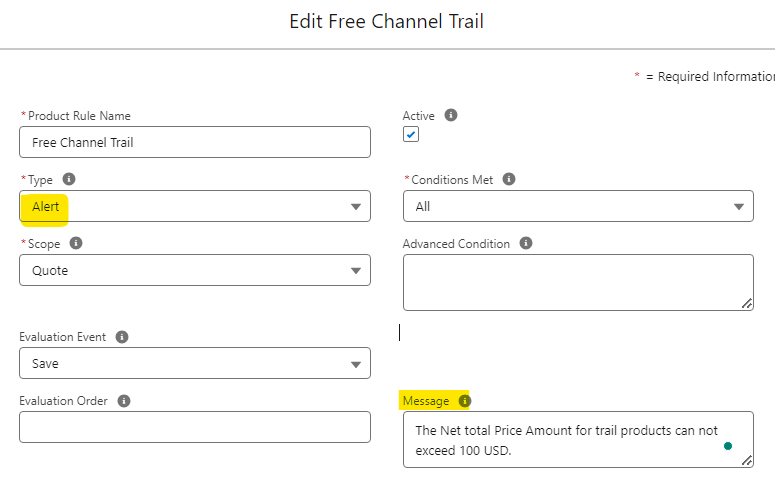 Edit Free Channel Trail
* = Required Informatio
* Product Rule Name
Free Channel Trail
Active
* Type
Alert
* Conditions Met
All
* Scope
Quote
Advanced Condition
Evaluation Event
Save
Evaluation Order
Message
The Net total Price Amount for trail products can not
exceed 100 USD.